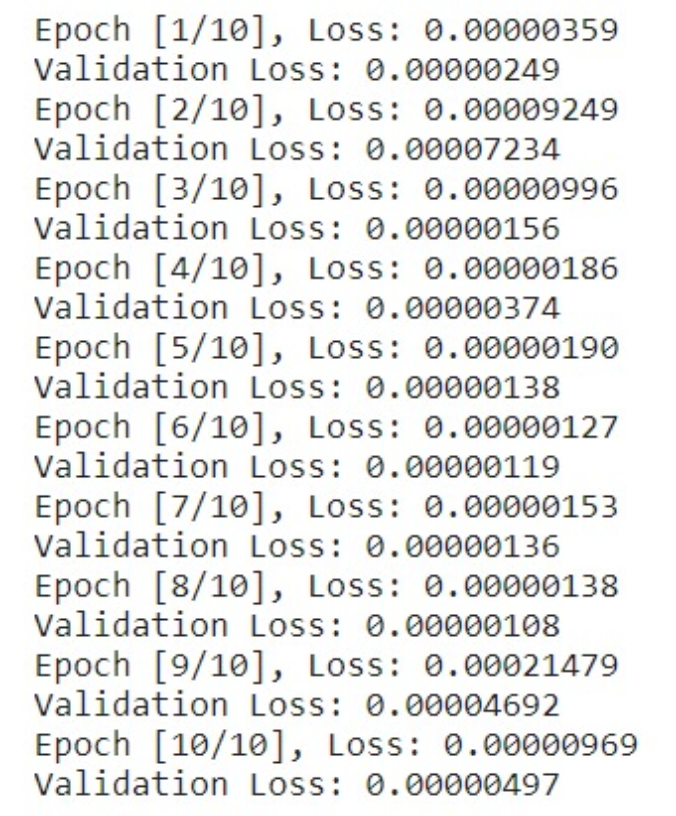 Epoch [1/10], Loss: 0.00000359
Validation Loss: 0.00000249
Epoch [2/10], Loss: 0.00009249
Validation Loss: 0.00007234
Epoch [3/10], Loss: 0.00000996
Validation Loss: 0.00000156
Epoch [4/10], Loss: 0.00000186
Validation Loss: 0.00000374
Epoch [5/10], Loss: 0.00000190
Validation Loss: 0.00000138
Epoch [6/10], Loss: 0.00000127
Validation Loss: 0.00000119
Epoch [7/10], Loss: 0.00000153
Validation Loss: 0.00000136
Epoch [8/10], Loss: 0.00000138
Validation Loss: 0.00000108
Epoch [9/10], Loss: 0.00021479
Validation Loss: 0.00004692
Epoch [10/10], Loss: 0.00000969
Validation Loss: 0.00000497